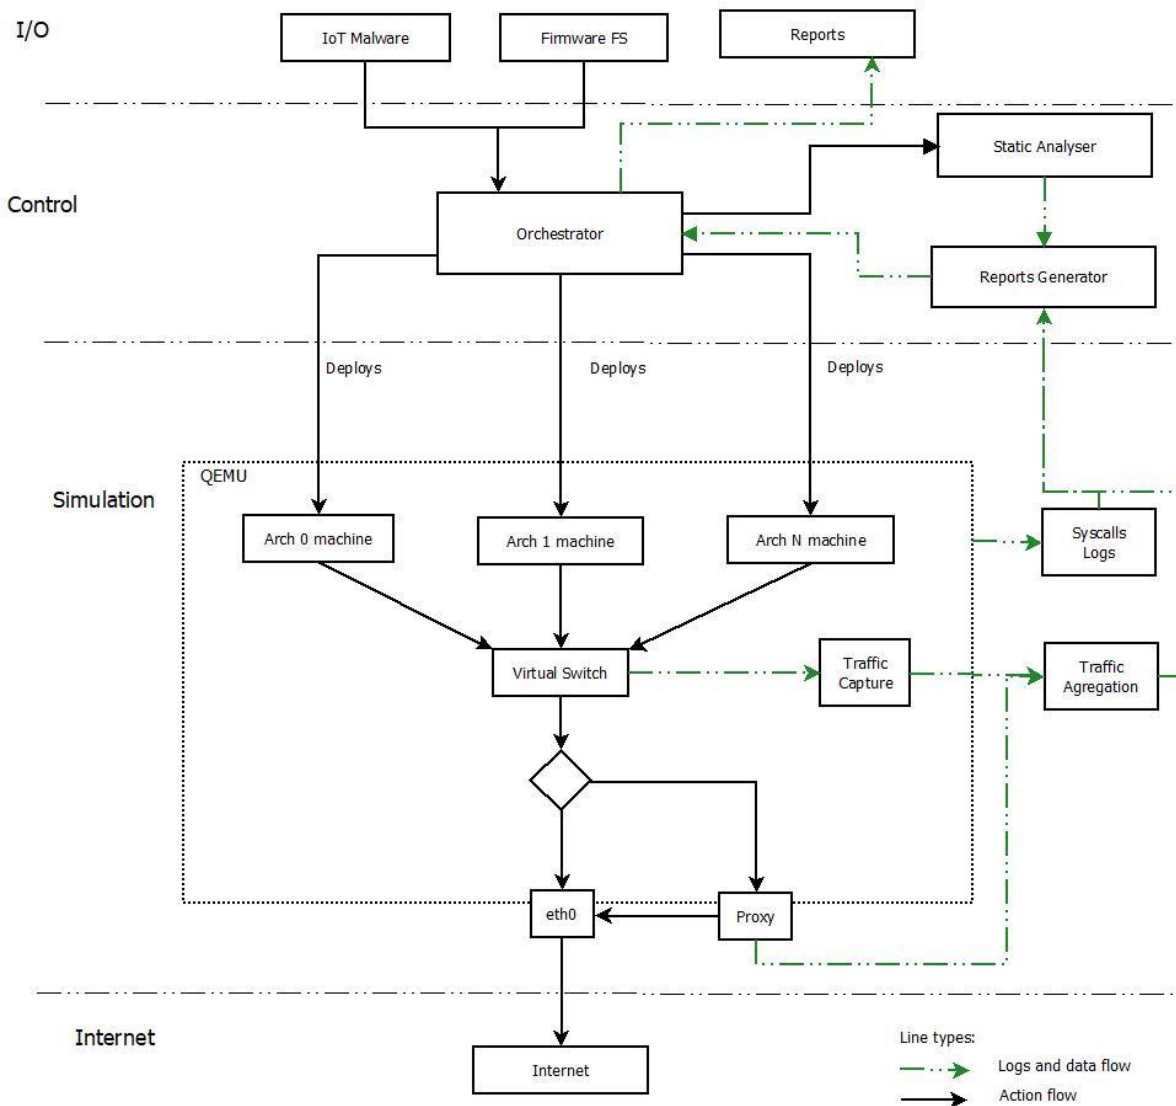 I/O
IoT Malware
Firmware FS
Reports
Static Analyser
Control
Orchestrator
Reports Generator
Deploys
Deploys
Deploys
QEMU
Simulation
Arch 0 machine
Arch 1 machine
Arch N machine
Syscalls
Logs
Virtual Switch
Traffic
Capture
Traffic
Agregation
eth0
Proxy
Internet
Internet
Line types:
Logs and data flow
Action flow